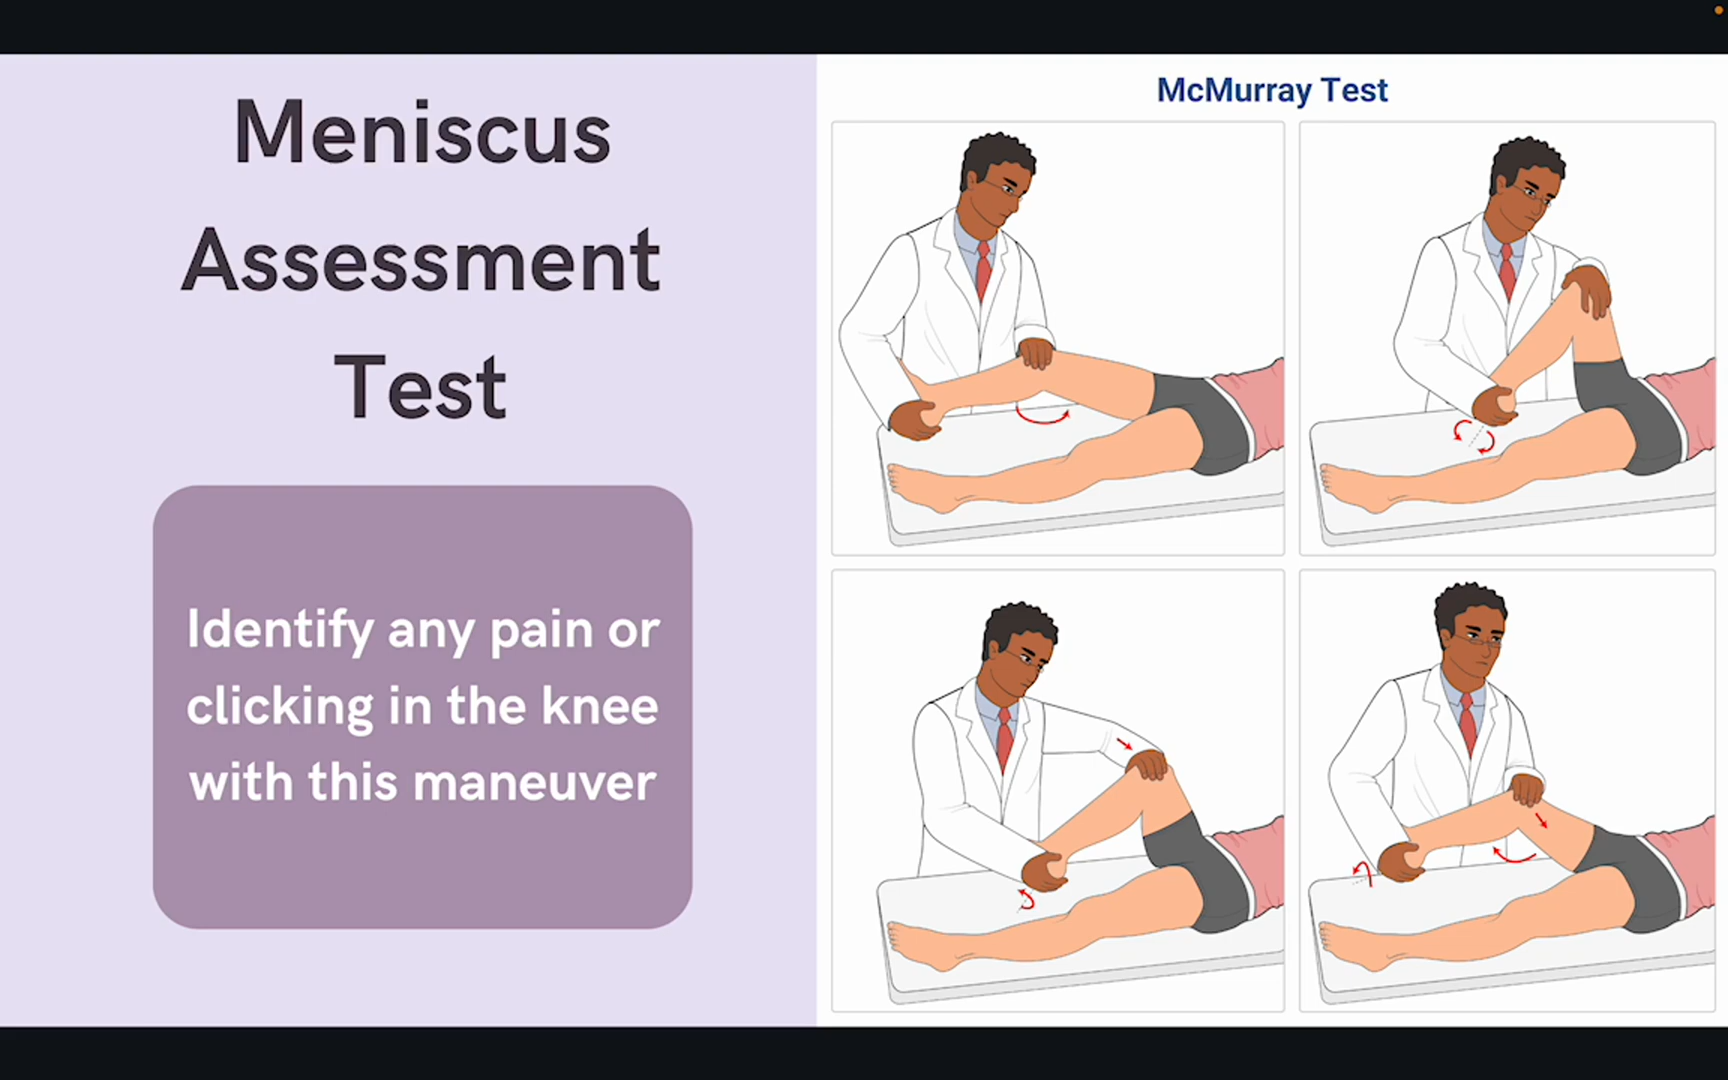 Meniscus
Assessment
Test
Identify any pain or
clicking in the knee
with this maneuver
McMurray Test